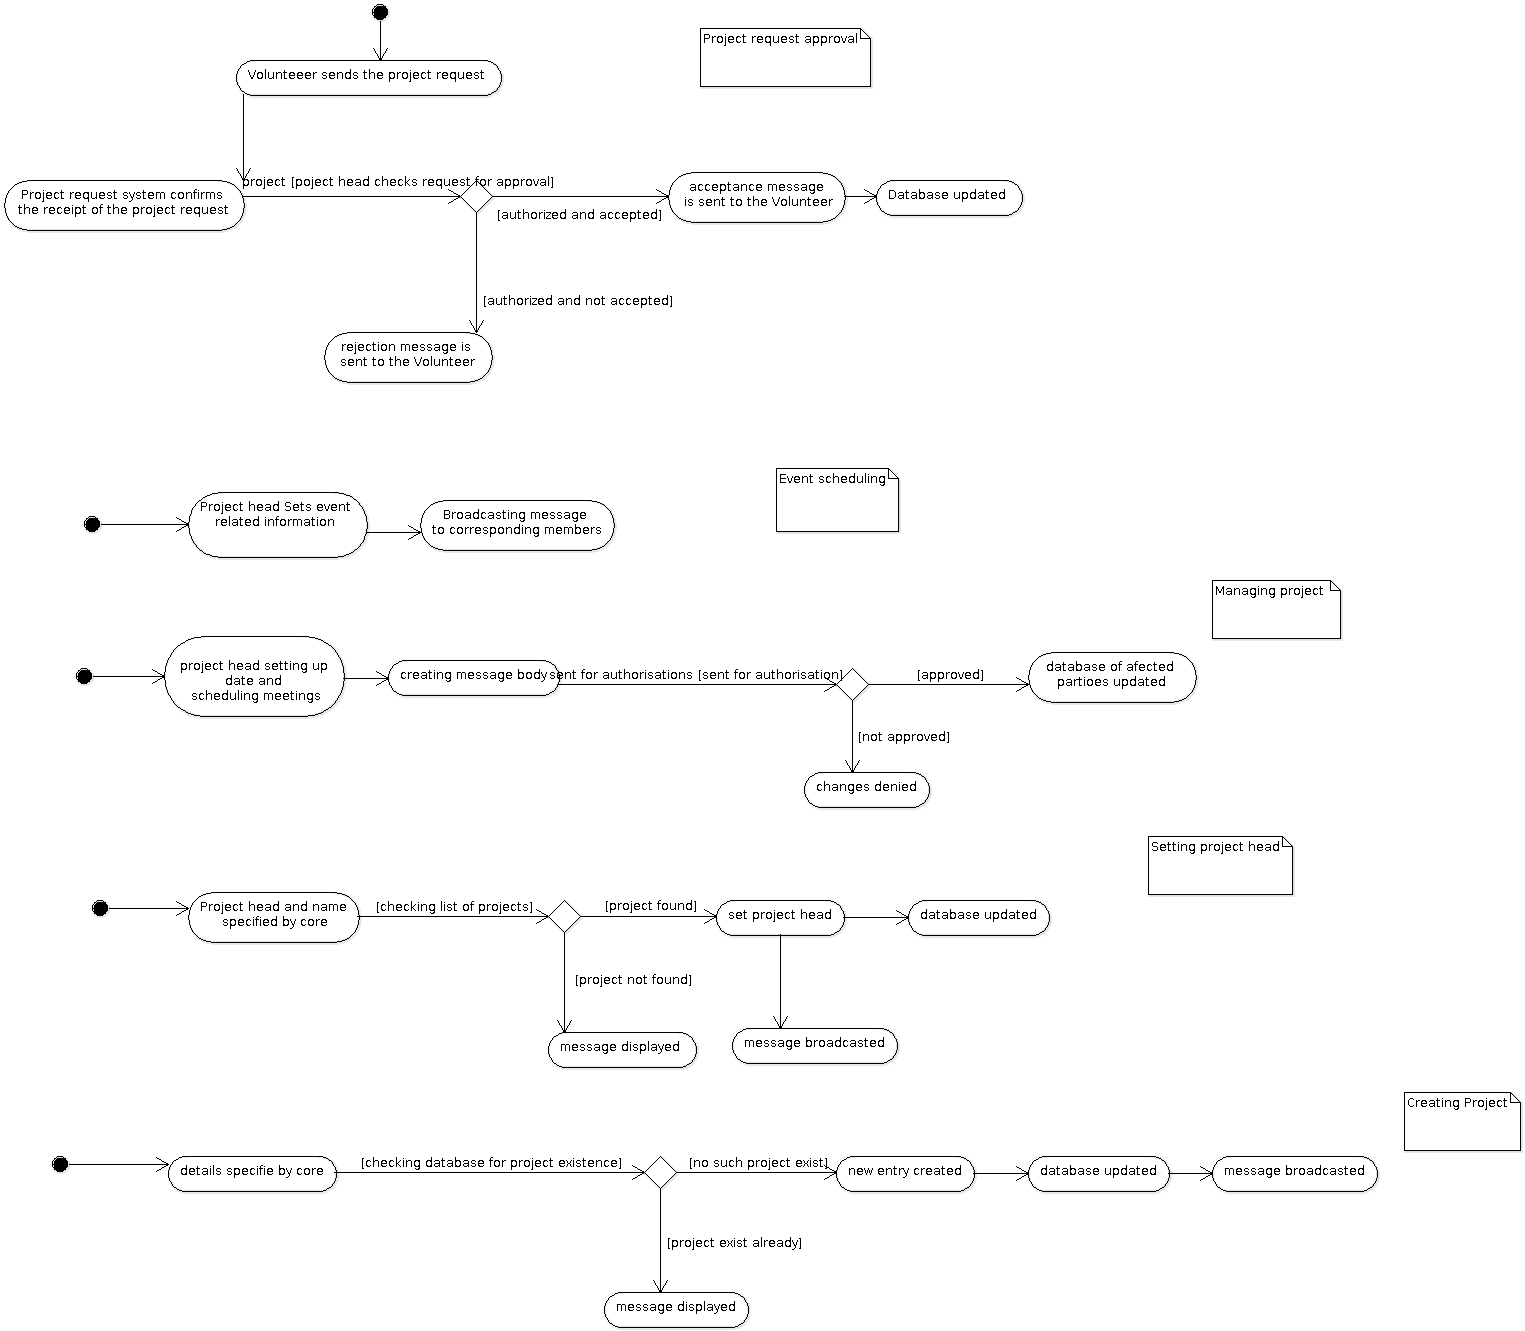 Project request approval
Volunteeer sends the project request
Project request system confirms
the receipt of the project request
project [poject head checks request for approval]
[authorized and accepted]
acceptance message
is sent to the Volunteer
Database updated
[authorized and not accepted]
rejection message is
sent to the Volunteer
Event scheduling
Project head Sets event
related information
Broadcasting message
to corresponding members
Managing project
project head setting up
date and
scheduling meetings
creating message body
sent for authorisations [sent for authorisation]
[approved]
database of afected
partioes updated
[not approved]
changes denied
Setting project head
Project head and name
specified by core
[checking list of projects]
[project found]
set project head
database updated
[project not found]
message displayed
message broadcasted
Creating Project
details specifie by core
[checking database for project existence]
[no such project exist]
new entry created
database updated
message broadcasted
[project exist already]
message displayed